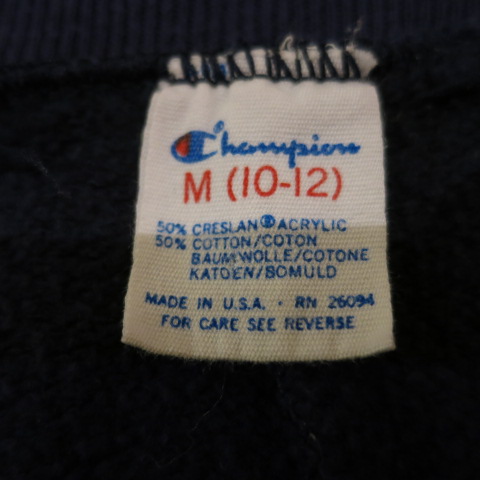 Champion
M (10-12)
50% CRESLAN® ACRYLIC
50% COTTON/COTON
BAUMWOLLE/COTONE
KATOEN/BOMULD
MADE IN U.S.A. · RN 26094
FOR CARE SEE REVERSE